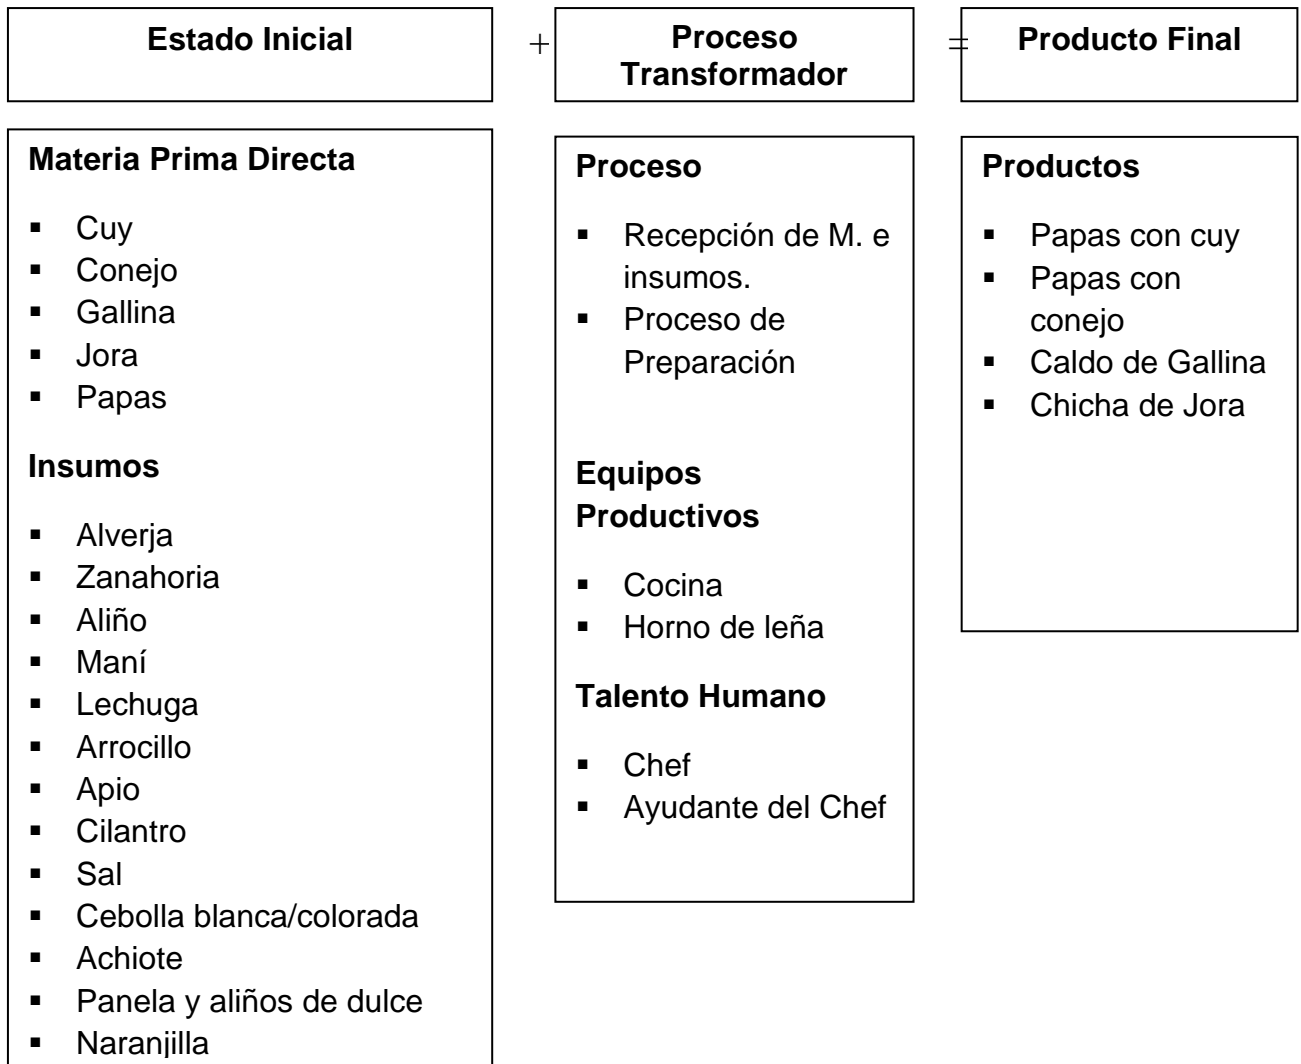 Estado Inicial
+
Proceso
Transformador
=
Producto Final
Materia Prima Directa
▪ Cuy
▪ Conejo
▪ Gallina
▪ Jora
▪ Papas
Insumos
▪ Alverja
▪ Zanahoria
▪ Aliño
▪ Maní
▪ Lechuga
▪ Arrocillo
▪ Apio
▪ Cilantro
▪ Sal
▪ Cebolla blanca/colorada
▪ Achiote
▪ Panela y aliños de dulce
▪ Naranjilla
Proceso
▪ Recepción de M. e
insumos.
▪ Proceso de
Preparación
Equipos
Productivos
▪ Cocina
▪ Horno de leña
Talento Humano
▪ Chef
▪ Ayudante del Chef
Productos
▪ Papas con cuy
▪ Papas con
conejo
▪ Caldo de Gallina
▪ Chicha de Jora